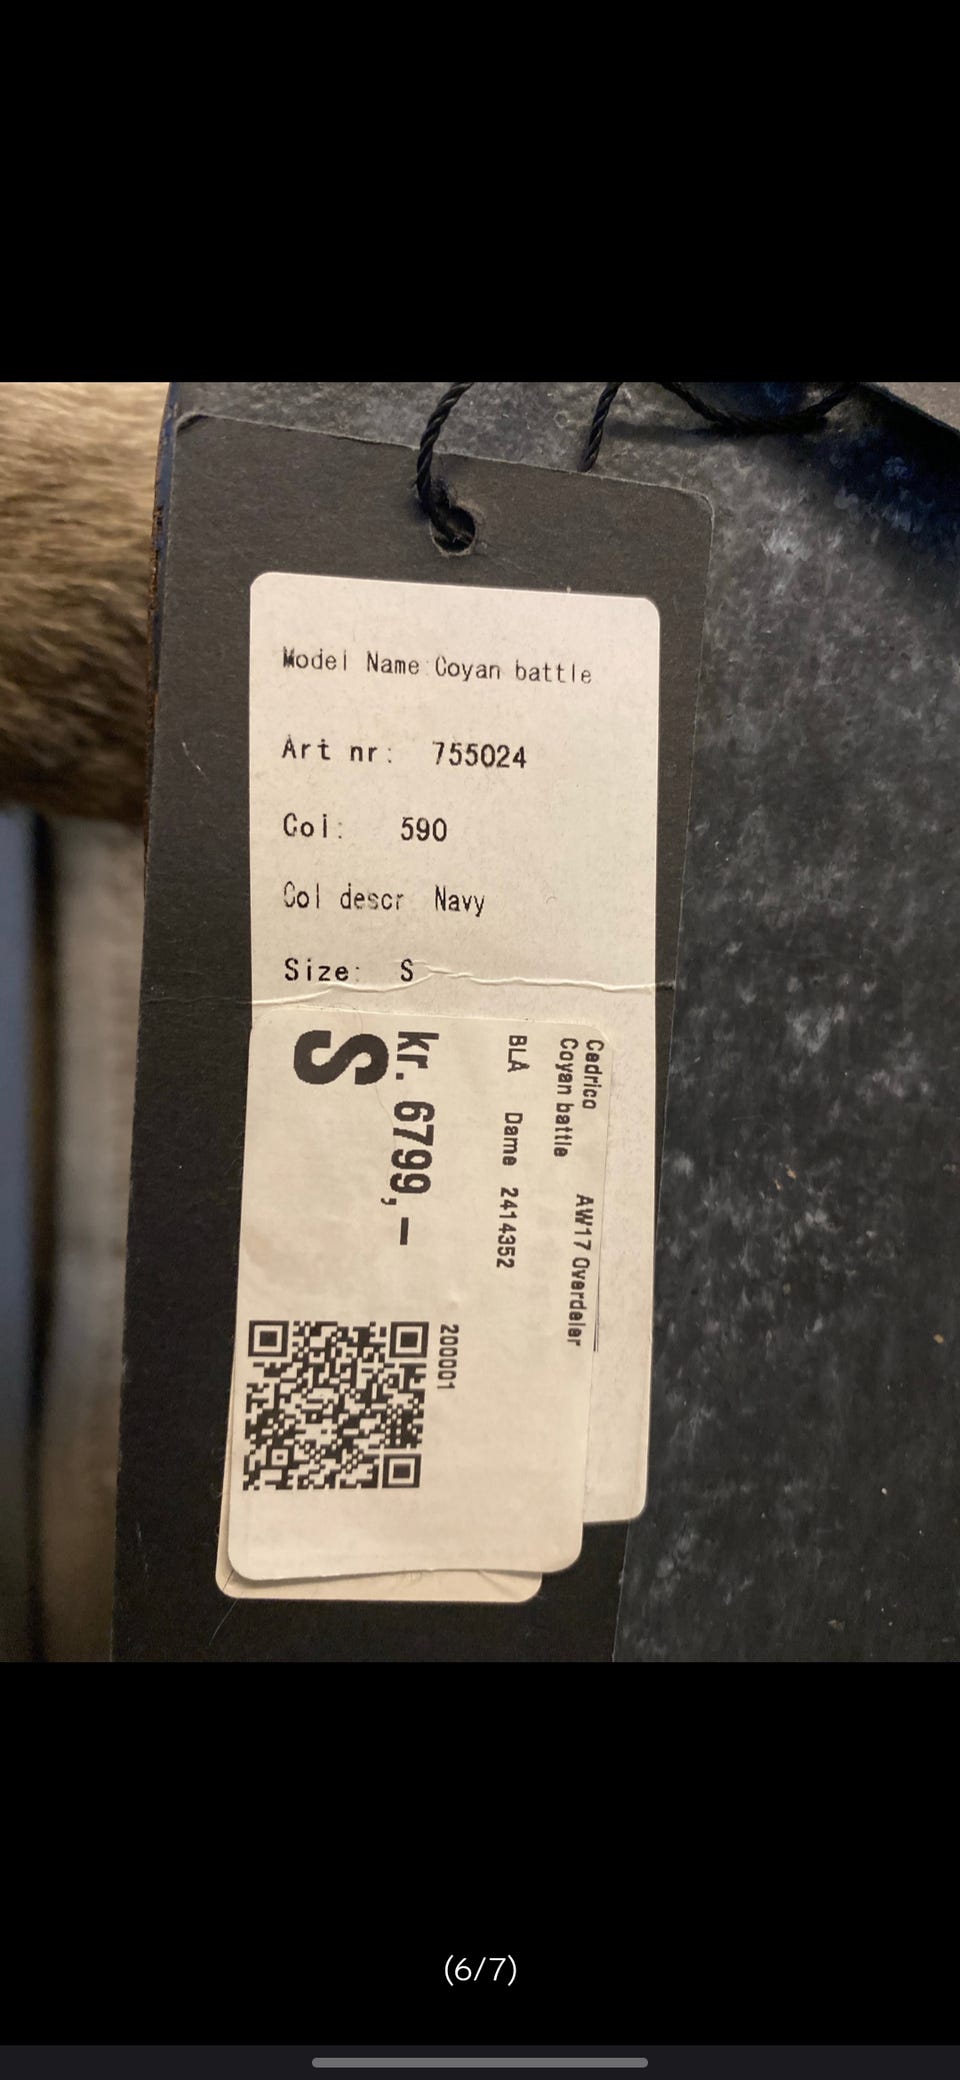 Model Name:Coyan battle
Art nr: 755024
Col: 590
Col descr Navy
Size: S
Cedrico AW17 Overdeler
Coyan battle
BLÅ Dame 2414352
200001
kr. 6799,-
S
(6/7)